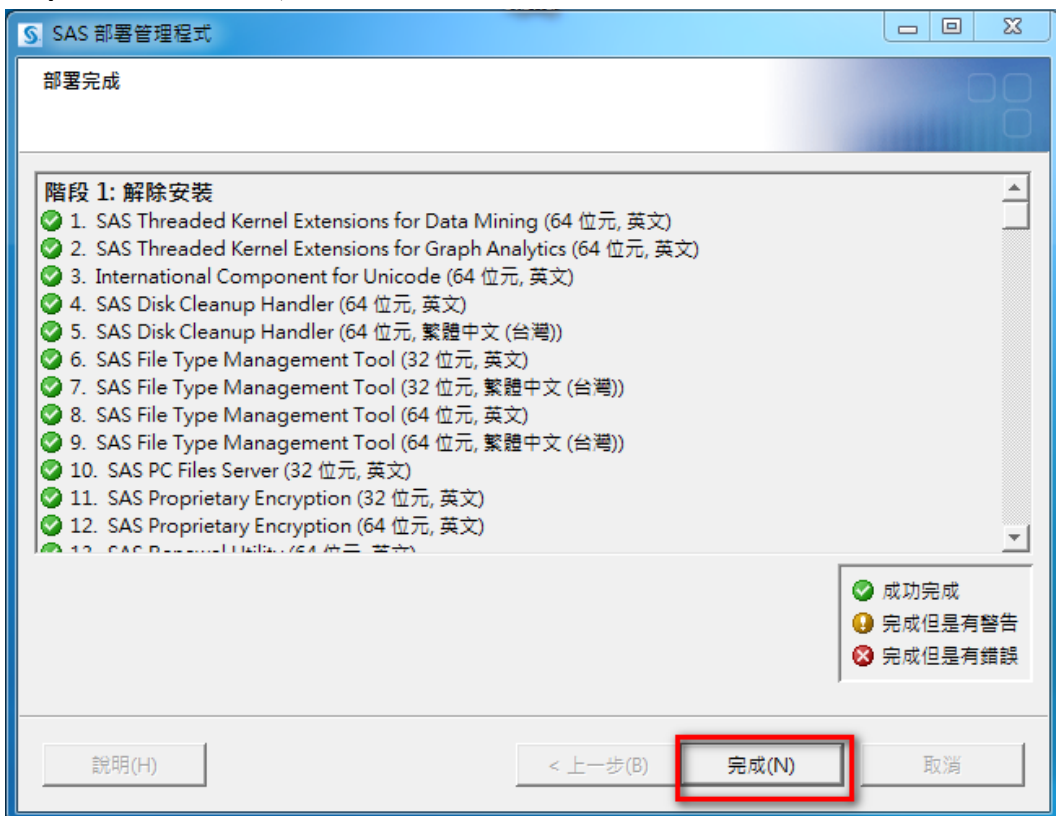 SAS 部署管理程式
部署完成
階段 1: 解除安裝
1. SAS Threaded Kernel Extensions for Data Mining (64 位元, 英文)
2. SAS Threaded Kernel Extensions for Graph Analytics (64 位元, 英文)
3. International Component for Unicode (64 位元, 英文)
4. SAS Disk Cleanup Handler (64 位元, 英文)
5. SAS Disk Cleanup Handler (64 位元, 繁體中文 (台灣))
6. SAS File Type Management Tool (32 位元, 英文)
7. SAS File Type Management Tool (32 位元, 繁體中文 (台灣))
8. SAS File Type Management Tool (64 位元, 英文)
9. SAS File Type Management Tool (64 位元, 繁體中文 (台灣))
10. SAS PC Files Server (32 位元, 英文)
11. SAS Proprietary Encryption (32 位元, 英文)
12. SAS Proprietary Encryption (64 位元, 英文)
13. SAS Renewal Utility (64 位元, 英文)
成功完成
完成但是有警告
完成但是有錯誤
說明(H)
< 上一步(B)
完成(N)
取消